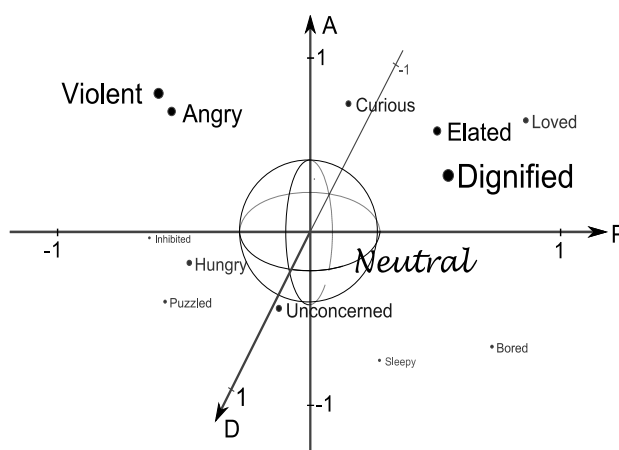 A
1
-1
Violent
Curious
Angry
Loved
Elated
Dignified
-1
Inhibited
1
P
Hungry
Neutral
Puzzled
Unconcerned
Bored
Sleepy
1
-1
D